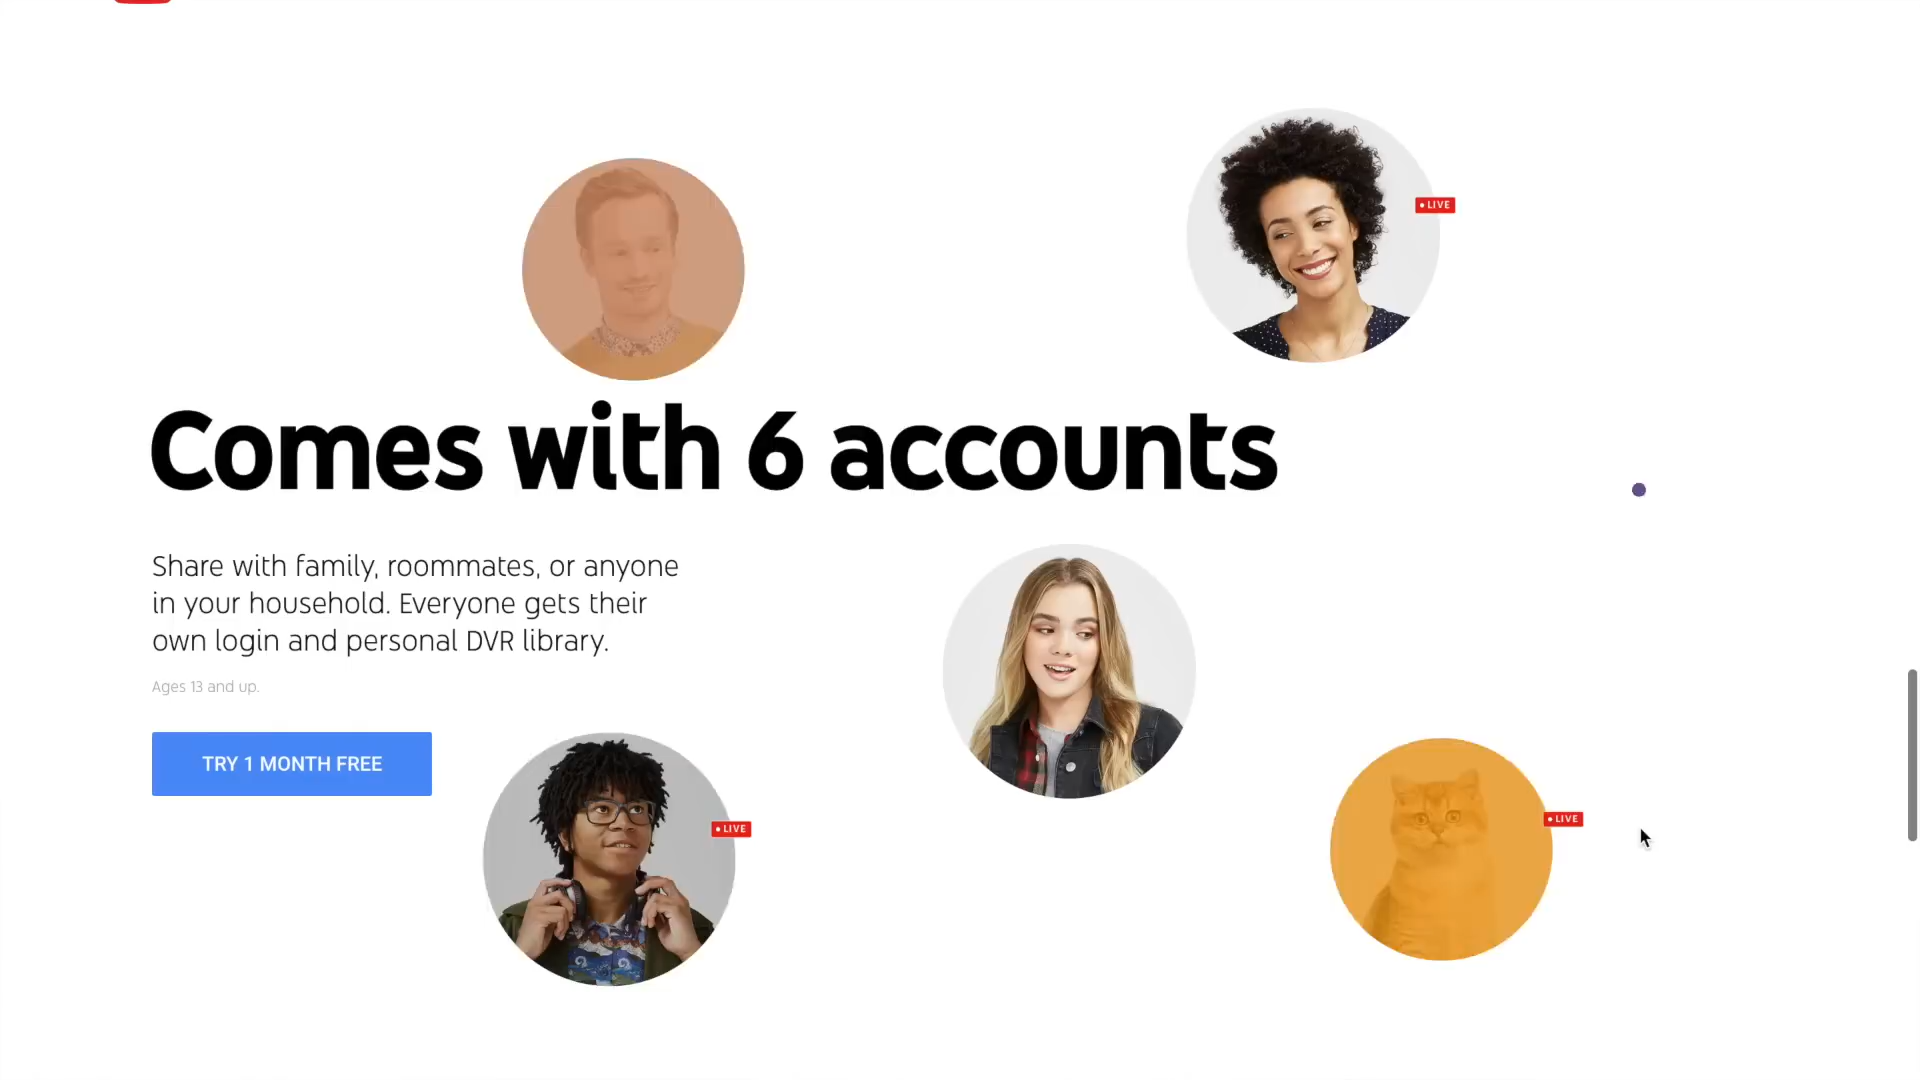 LIVE
Comes with 6 accounts
Share with family, roommates, or anyone
in your household. Everyone gets their
own login and personal DVR library.
Ages 13 and up.
TRY 1 MONTH FREE
LIVE
LIVE